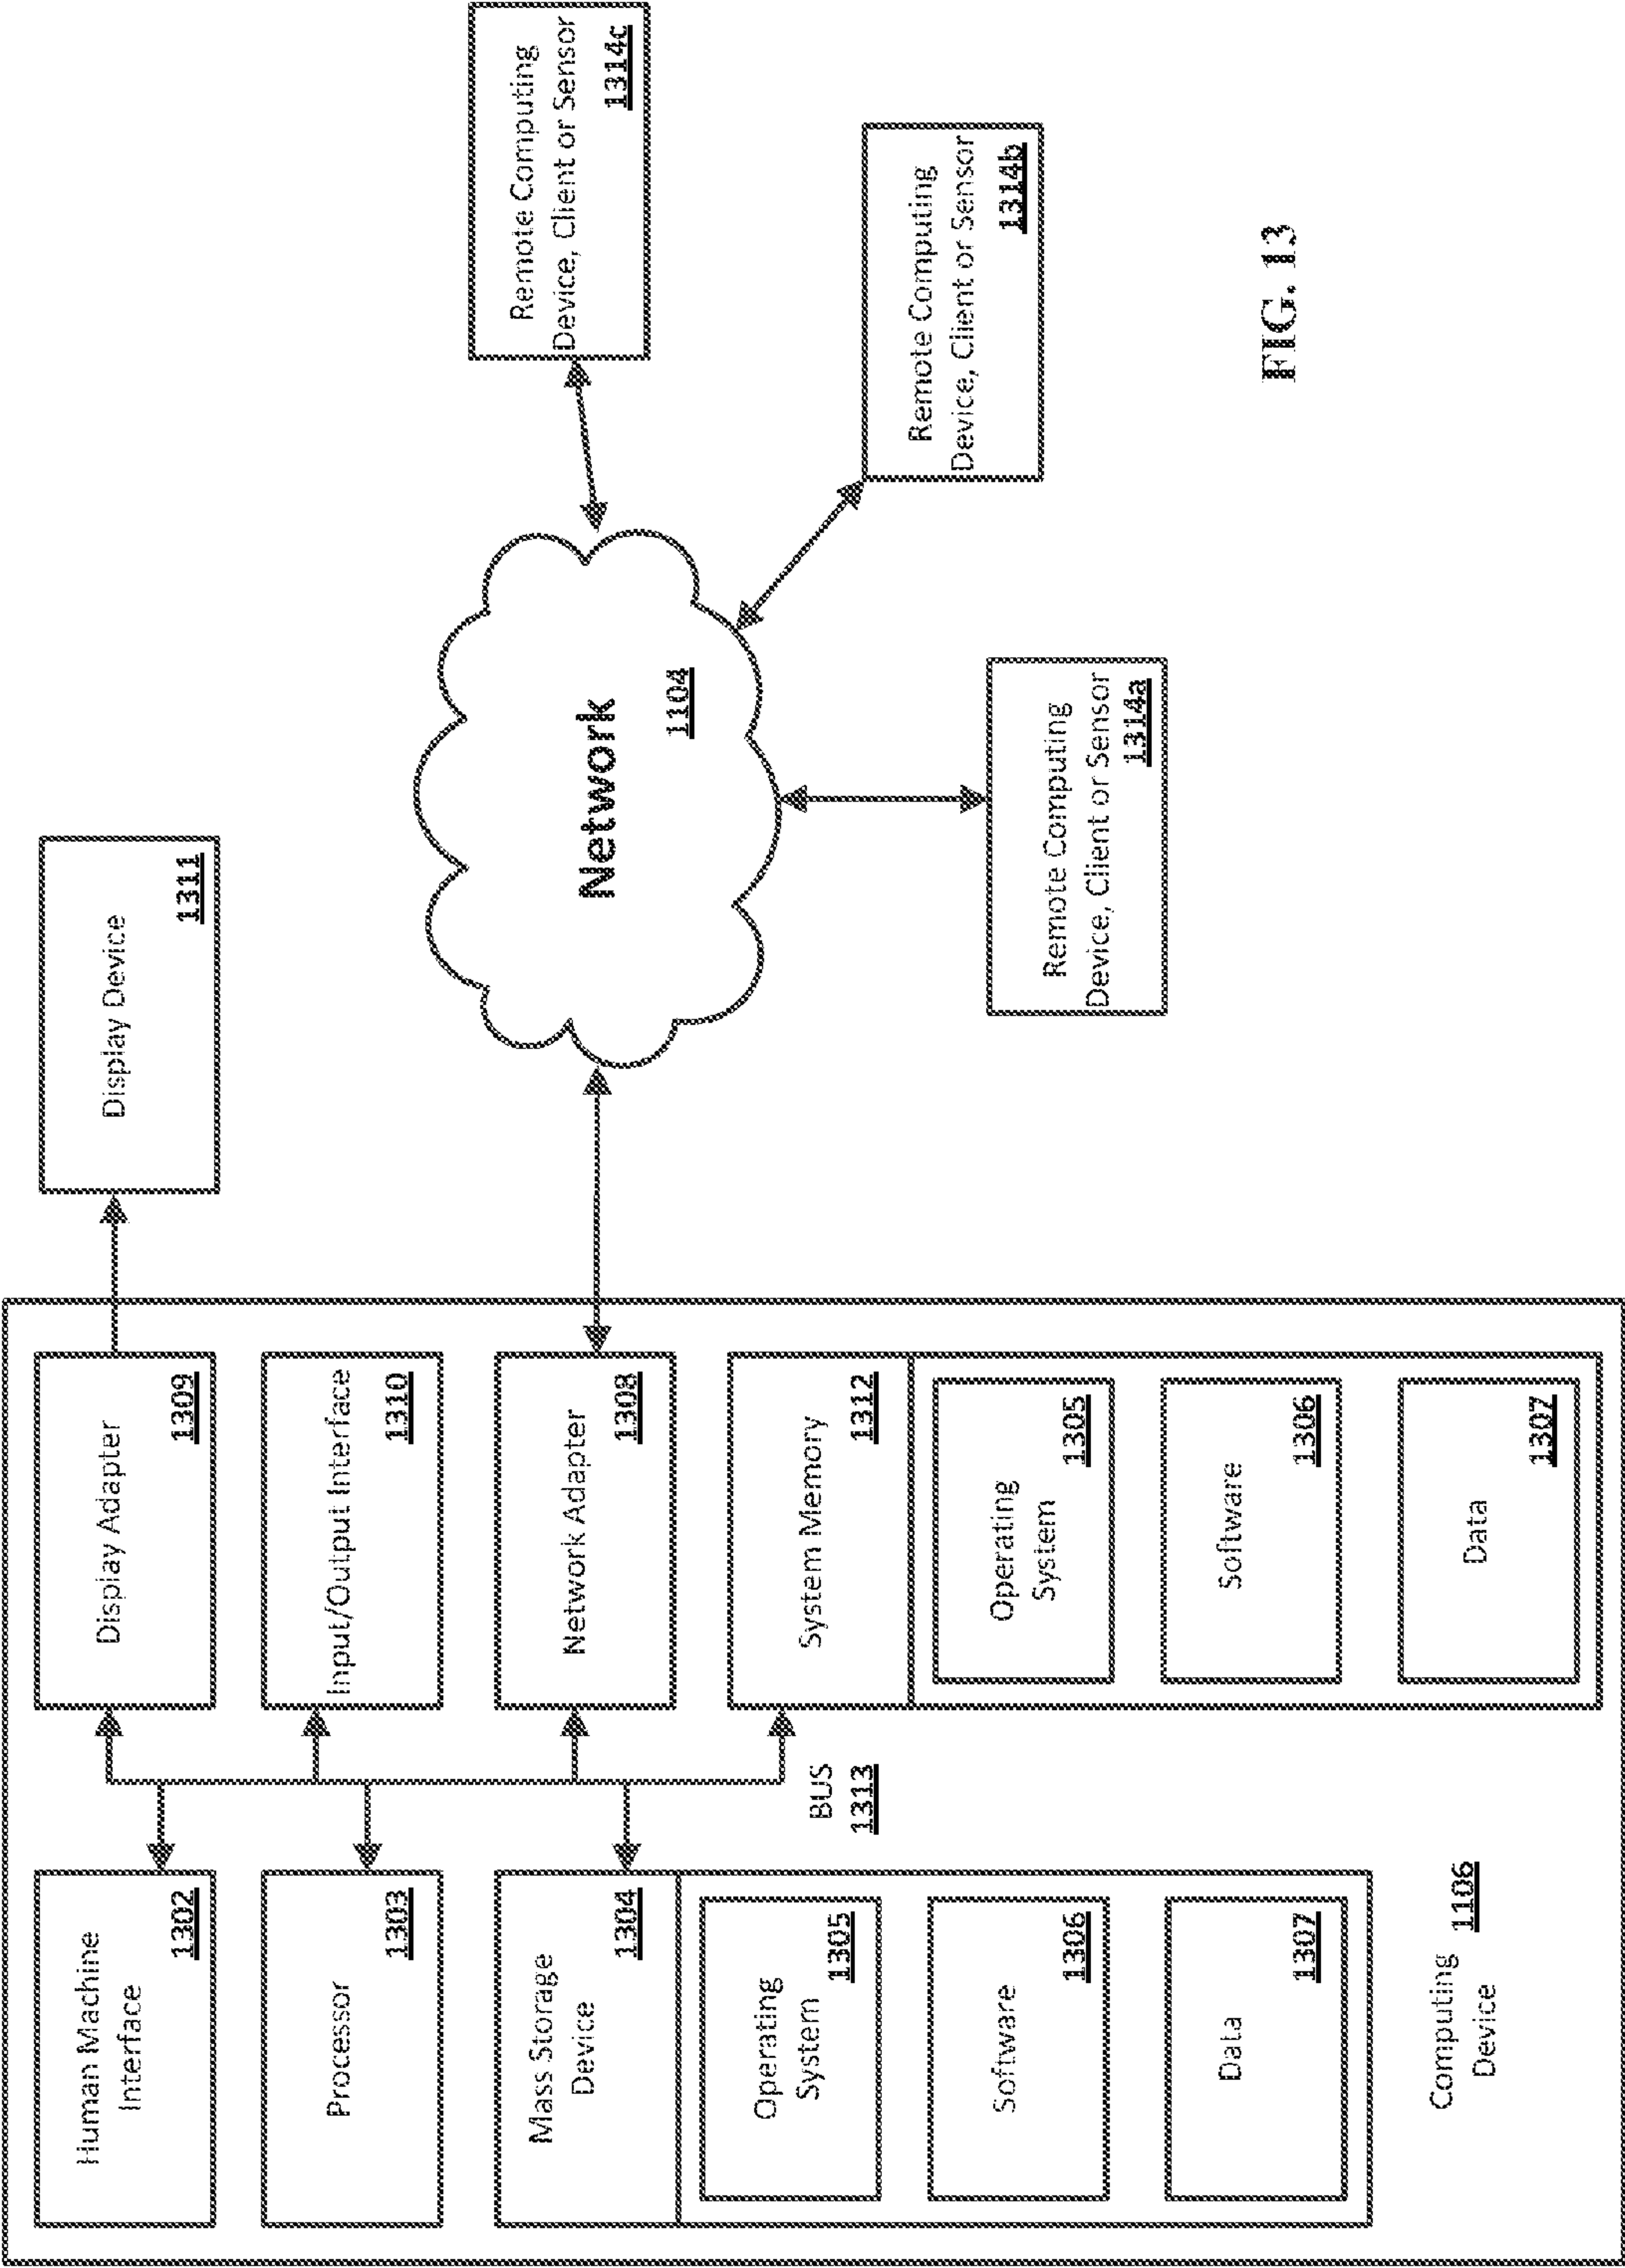 Human Machine
Interface
1302
Processor
1303
Mass Storage
Device
1304
Operating
System
1305
Software
1306
Data
1307
Computing
Device
1106
BUS
1313
Display Adapter
1309
Input/Output Interface
1310
Network Adapter
1308
System Memory
1312
Operating
System
1305
Software
1306
Data
1307
Display Device
1311
Network
1104
Remote Computing
Device, Client or Sensor
1314a
Remote Computing
Device, Client or Sensor
1314b
Remote Computing
Device, Client or Sensor
1314c
FIG. 13